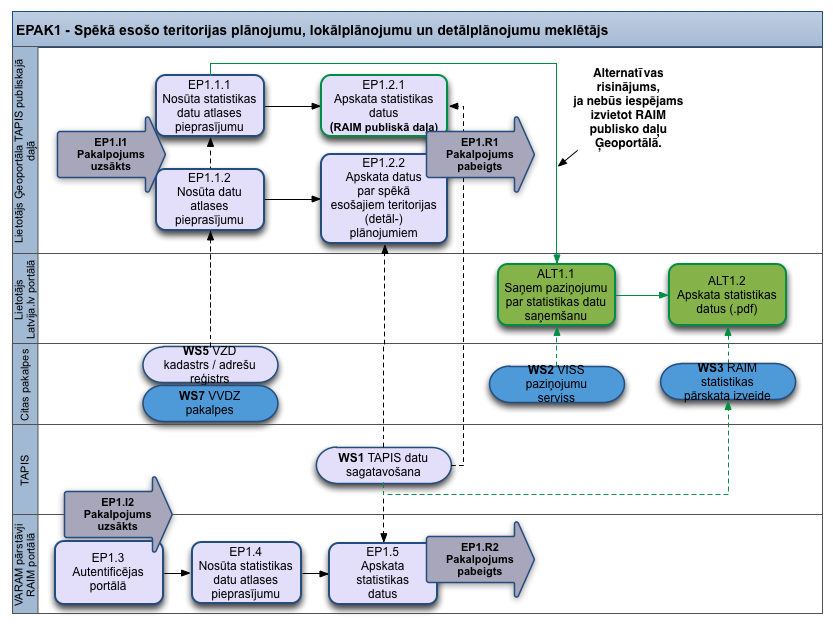 EPAK1 - Spēkā esošo teritorijas plānojumu, lokālplānojumu un detālplānojumu meklētājs
Lietotājs Ģeoportāla TAPIS publiskajā
daļā
EP1.I1
Pakalpojums
uzsākts
EP1.1.1
Nosūta statistikas
datu atlases
pieprasījumu
EP1.1.2
Nosūta datu
atlases
pieprasījumu
EP1.2.1
Apskata statistikas
datus
(RAIM publiskā daļa)
EP1.2.2
Apskata datus
par spēkā
esošajiem teritorijas
(detāl-)
plānojumiem
EP1.R1
Pakalpojums
pabeigts
Alternatīvas
risinājums,
ja nebūs iespējams
izvietot RAIM
publisko daļu
Ģeoportālā.
Lietotājs
Latvija.lv portālā
ALT1.1
Saņem paziņojumu
par statistikas datu
saņemšanu
ALT1.2
Apskata statistikas
datus (.pdf)
Citas pakalpes
WS5 VZD
kadastrs / adrešu
reģistrs
WS7 VVDZ
pakalpes
WS2 VISS
paziņojumu
serviss
WS3 RAIM
statistikas
pārskata izveide
TAPIS
WS1 TAPIS datu
sagatavošana
VARAM pārstāvji
RAIM portālā
EP1.I2
Pakalpojums
uzsākts
EP1.3
Autentificējas
portālā
EP1.4
Nosūta statistikas
datu atlases
pieprasījumu
EP1.5
Apskata
statistikas
datus
EP1.R2
Pakalpojums
pabeigts